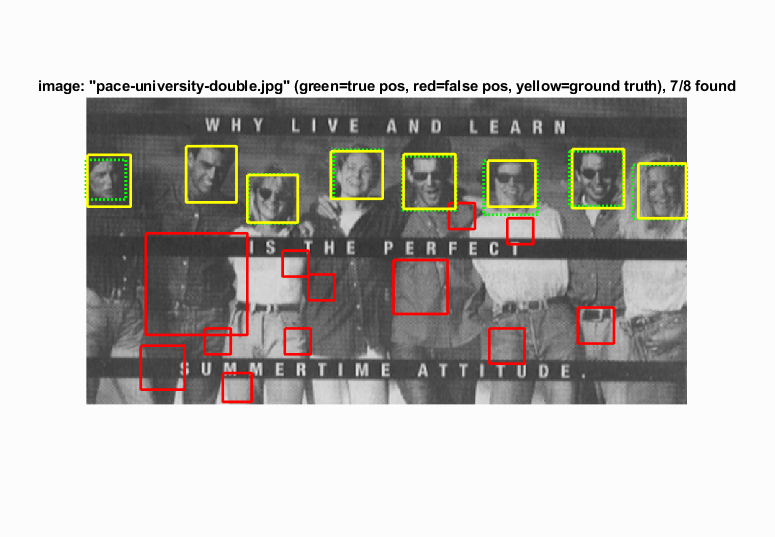 image: "pace-university-double.jpg" (green=true pos, red=false pos, yellow=ground truth), 7/8 found
WHY LIVE AND LEARN
IS THE PERFECT
SUMMERTIME ATTITUDE.